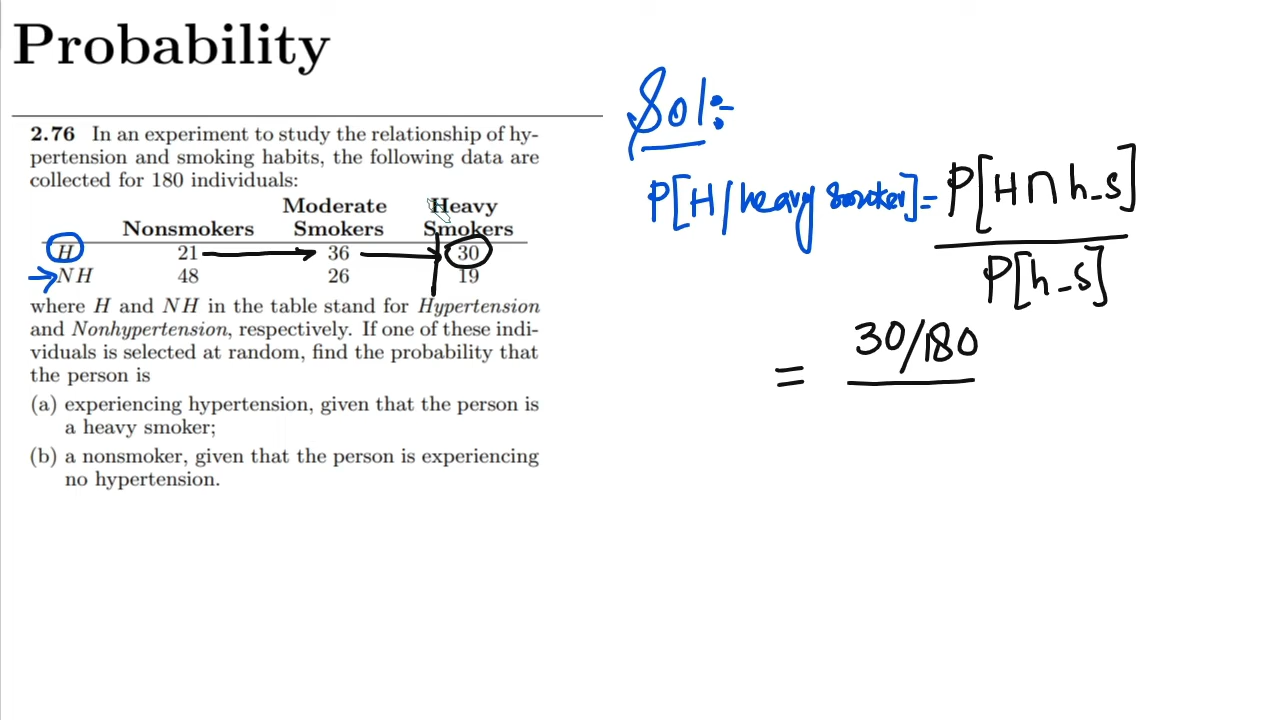 Probability
2.76 In an experiment to study the relationship of hy-
pertension and smoking habits, the following data are
collected for 180 individuals:
Moderate Heavy
Nonsmokers Smokers Smokers
H 21 36 30
NH 48 26 19
where H and NH in the table stand for Hypertension
and Nonhypertension, respectively. If one of these indi-
viduals is selected at random, find the probability that
the person is
(a) experiencing hypertension, given that the person is
a heavy smoker;
(b) a nonsmoker, given that the person is experiencing
no hypertension.
Sol:-
P[H/heavy smoker]= P[H∩h-s]
P[h-s]
= 30/180